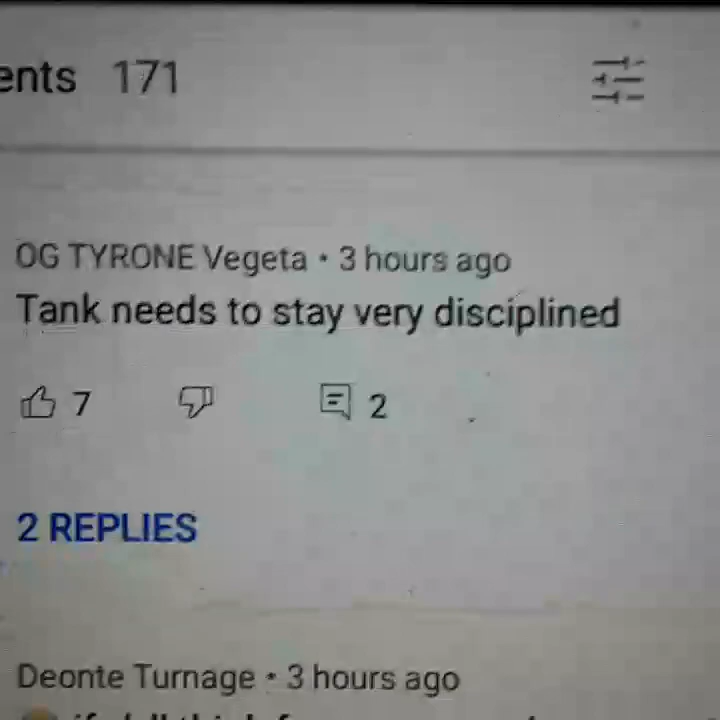 ents 171
OG TYRONE Vegeta • 3 hours ago
Tank needs to stay very disciplined
7 2
2 REPLIES
Deonte Turnage • 3 hours ago